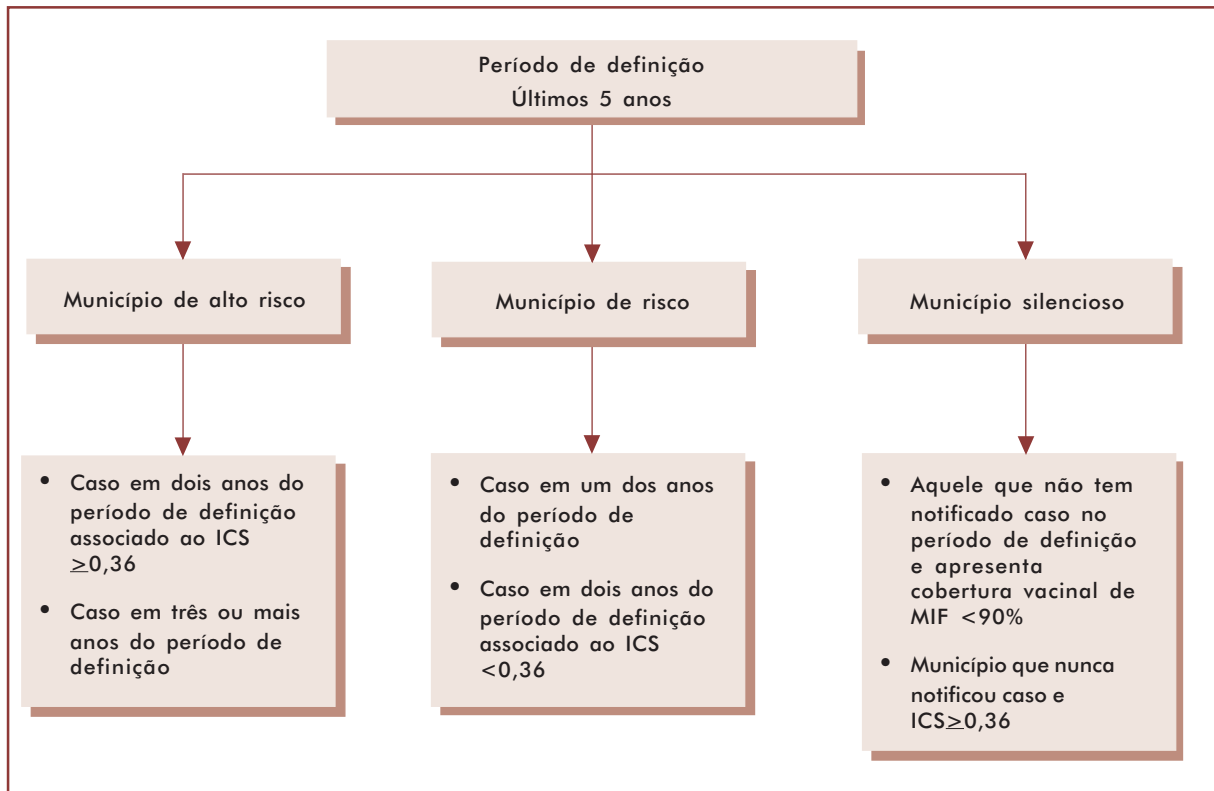 Período de definição
Últimos 5 anos
Município de alto risco
Município de risco
Município silencioso
• Caso em dois anos do
período de definição
associado ao ICS
≥0,36
• Caso em três ou mais
anos do período de
definição
• Caso em um dos anos
do período de
definição
• Caso em dois anos do
período de definição
associado ao ICS
<0,36
• Aquele que não tem
notificado caso no
período de definição
e apresenta
cobertura vacinal de
MIF <90%
• Município que nunca
notificou caso e
ICS≥0,36